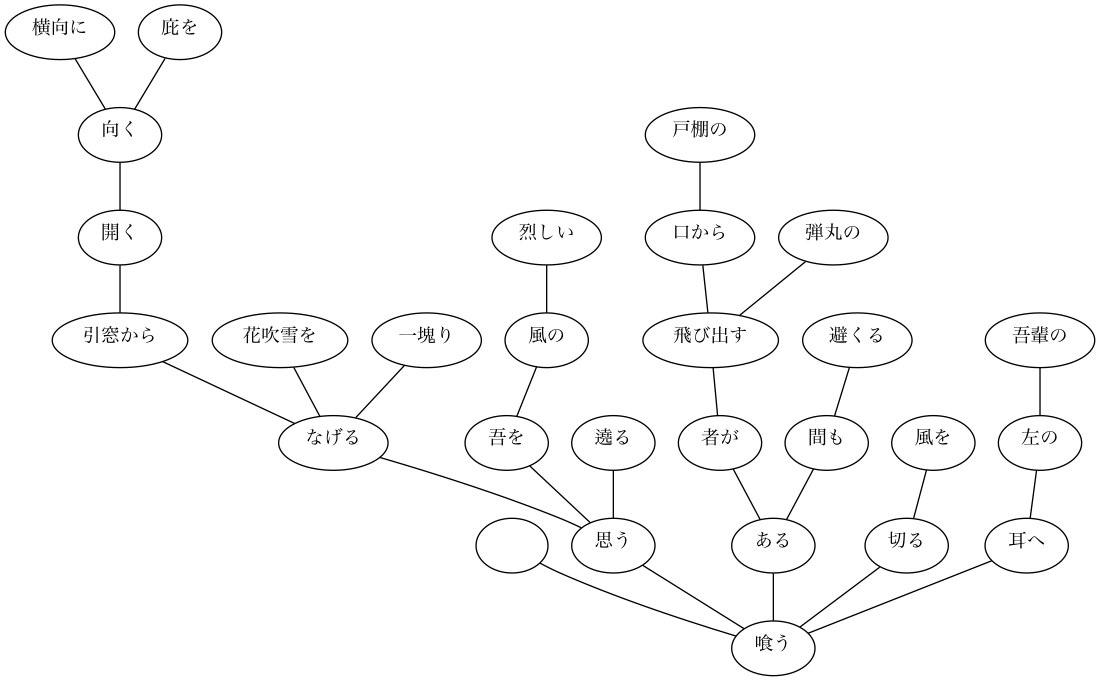 横向に
庇を
向く
戸棚の
開く
烈しい
口から
弾丸の
引窓から
花吹雪を
一塊り
風の
飛び出す
避くる
吾輩の
なげる
吾を
遶る
者が
間も
風を
左の
思う
ある
切る
耳へ
喰う